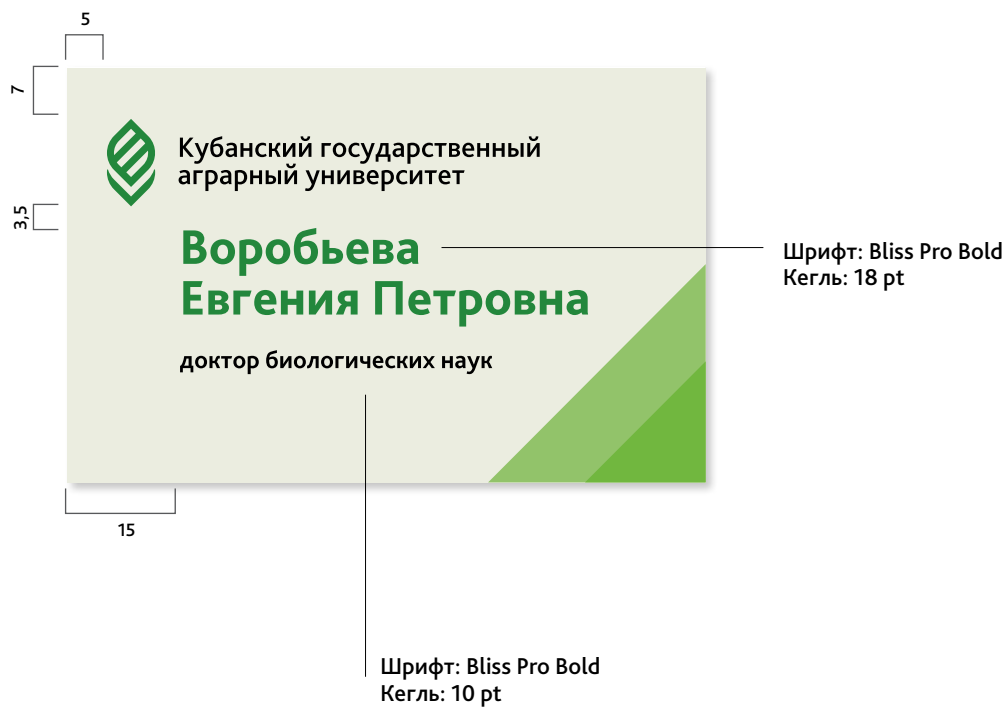 5
7
Кубанский государственный
аграрный университет
3,5
Воробьева
Евгения Петровна
Шрифт: Bliss Pro Bold
Кегль: 18 pt
доктор биологических наук
15
Шрифт: Bliss Pro Bold
Кегль: 10 pt